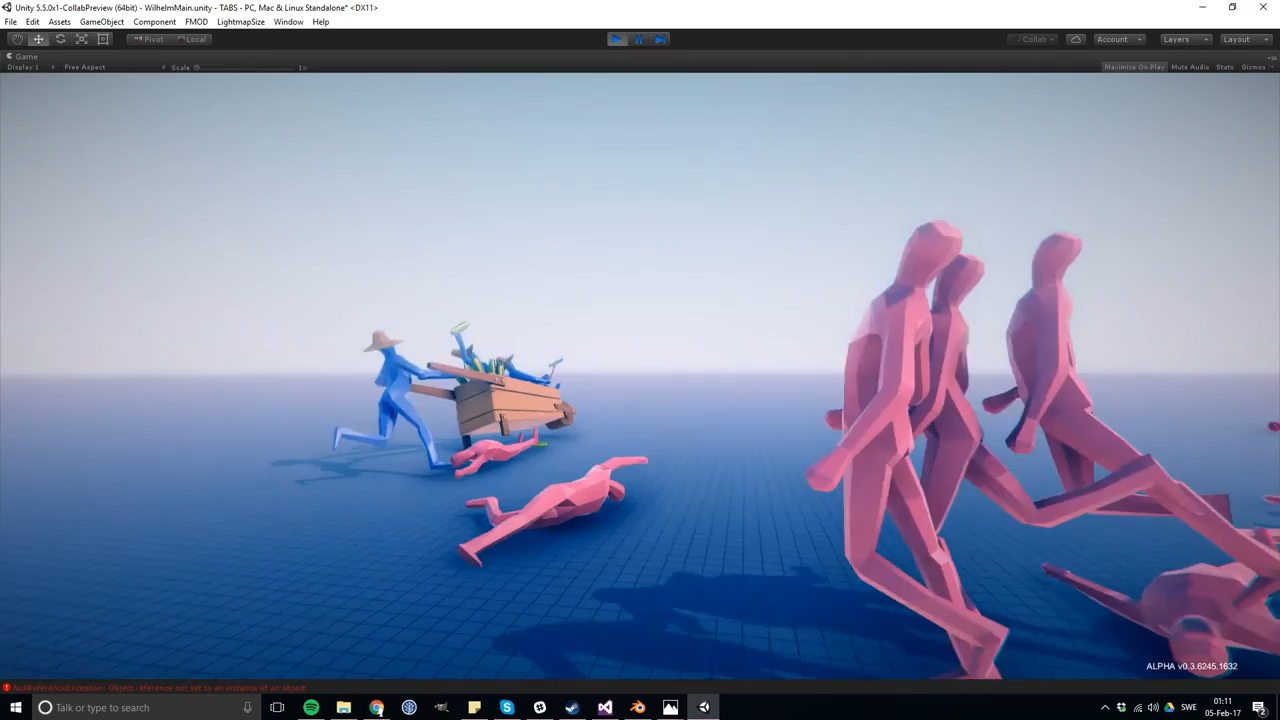 Unity 5.5.0x1-CollabPreview (64bit) - WilhelmMain.unity - TABS - PC, Mac & Linux Standalone* <DX11>
File Edit Assets GameObject Component FMOD LightmapSize Window Help
Pivot Local Collab Account Layers Layout
Game
Display 1 Free Aspect Scale 1x Maximize On Play Mute Audio Stats Gizmos
ALPHA v0.3.6245.1632
NullReferenceException: Object reference not set to an instance of an object
Talk or type to search SWE 01:11
05-Feb-17
2